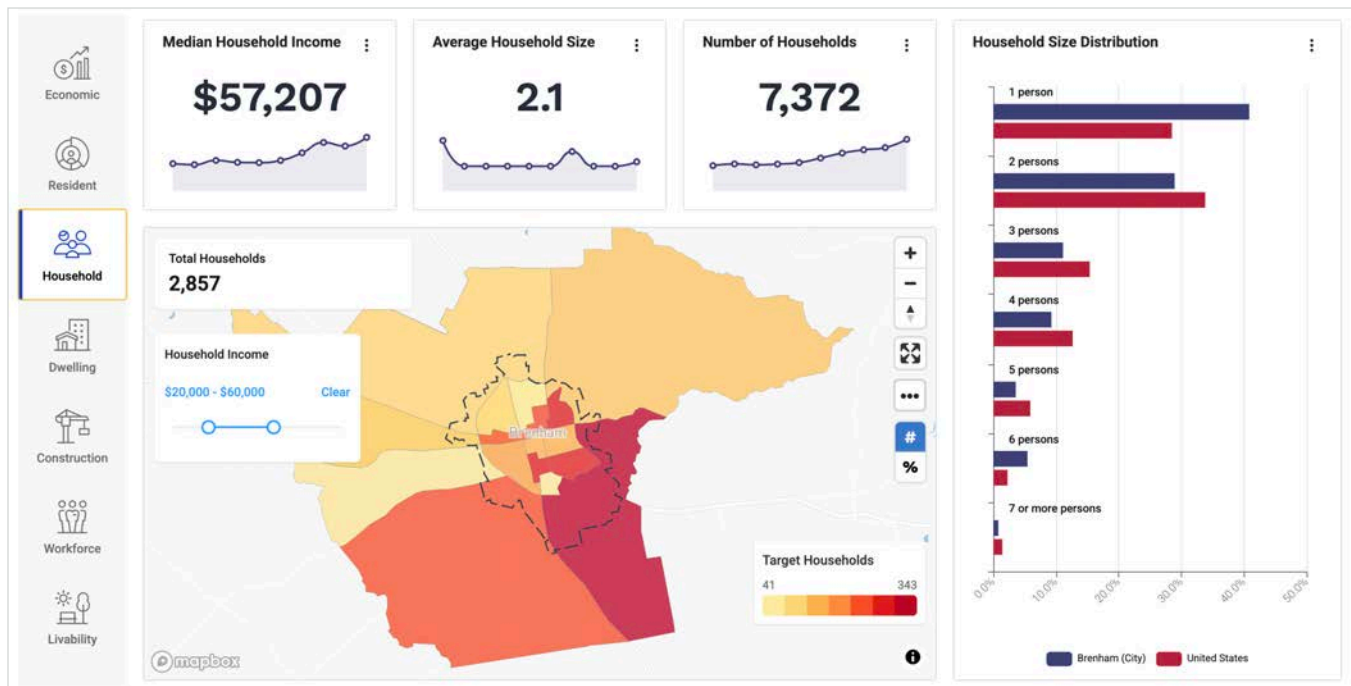 Economic
Resident
Household
Dwelling
Construction
Workforce
Livability
Median Household Income
$57,207
Average Household Size
2.1
Number of Households
7,372
Total Households
2,857
Household Income
$20,000 - $60,000 Clear
Brenham
#
%
Target Households
41 343
mapbox
Household Size Distribution
1 person
2 persons
3 persons
4 persons
5 persons
6 persons
7 or more persons
0.0% 10.0% 20.0% 30.0% 40.0% 50.0%
Brenham (City) United States